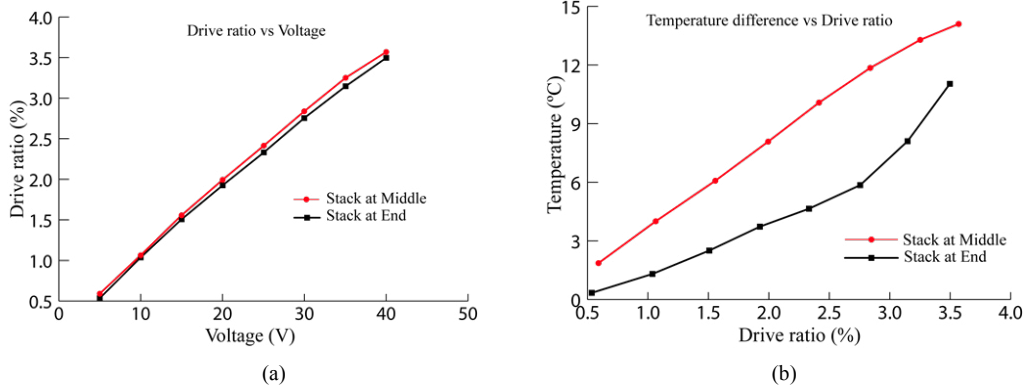 Drive ratio vs Voltage
Drive ratio (%)
4.0
3.5
3.0
2.5
2.0
1.5
1.0
0.5
0
10
20
30
40
50
Voltage (V)
Stack at Middle
Stack at End
(a)
Temperature difference vs Drive ratio
Temperature (ºC)
15
12
9
6
3
0
0.5
1.0
1.5
2.0
2.5
3.0
3.5
4.0
Drive ratio (%)
Stack at Middle
Stack at End
(b)